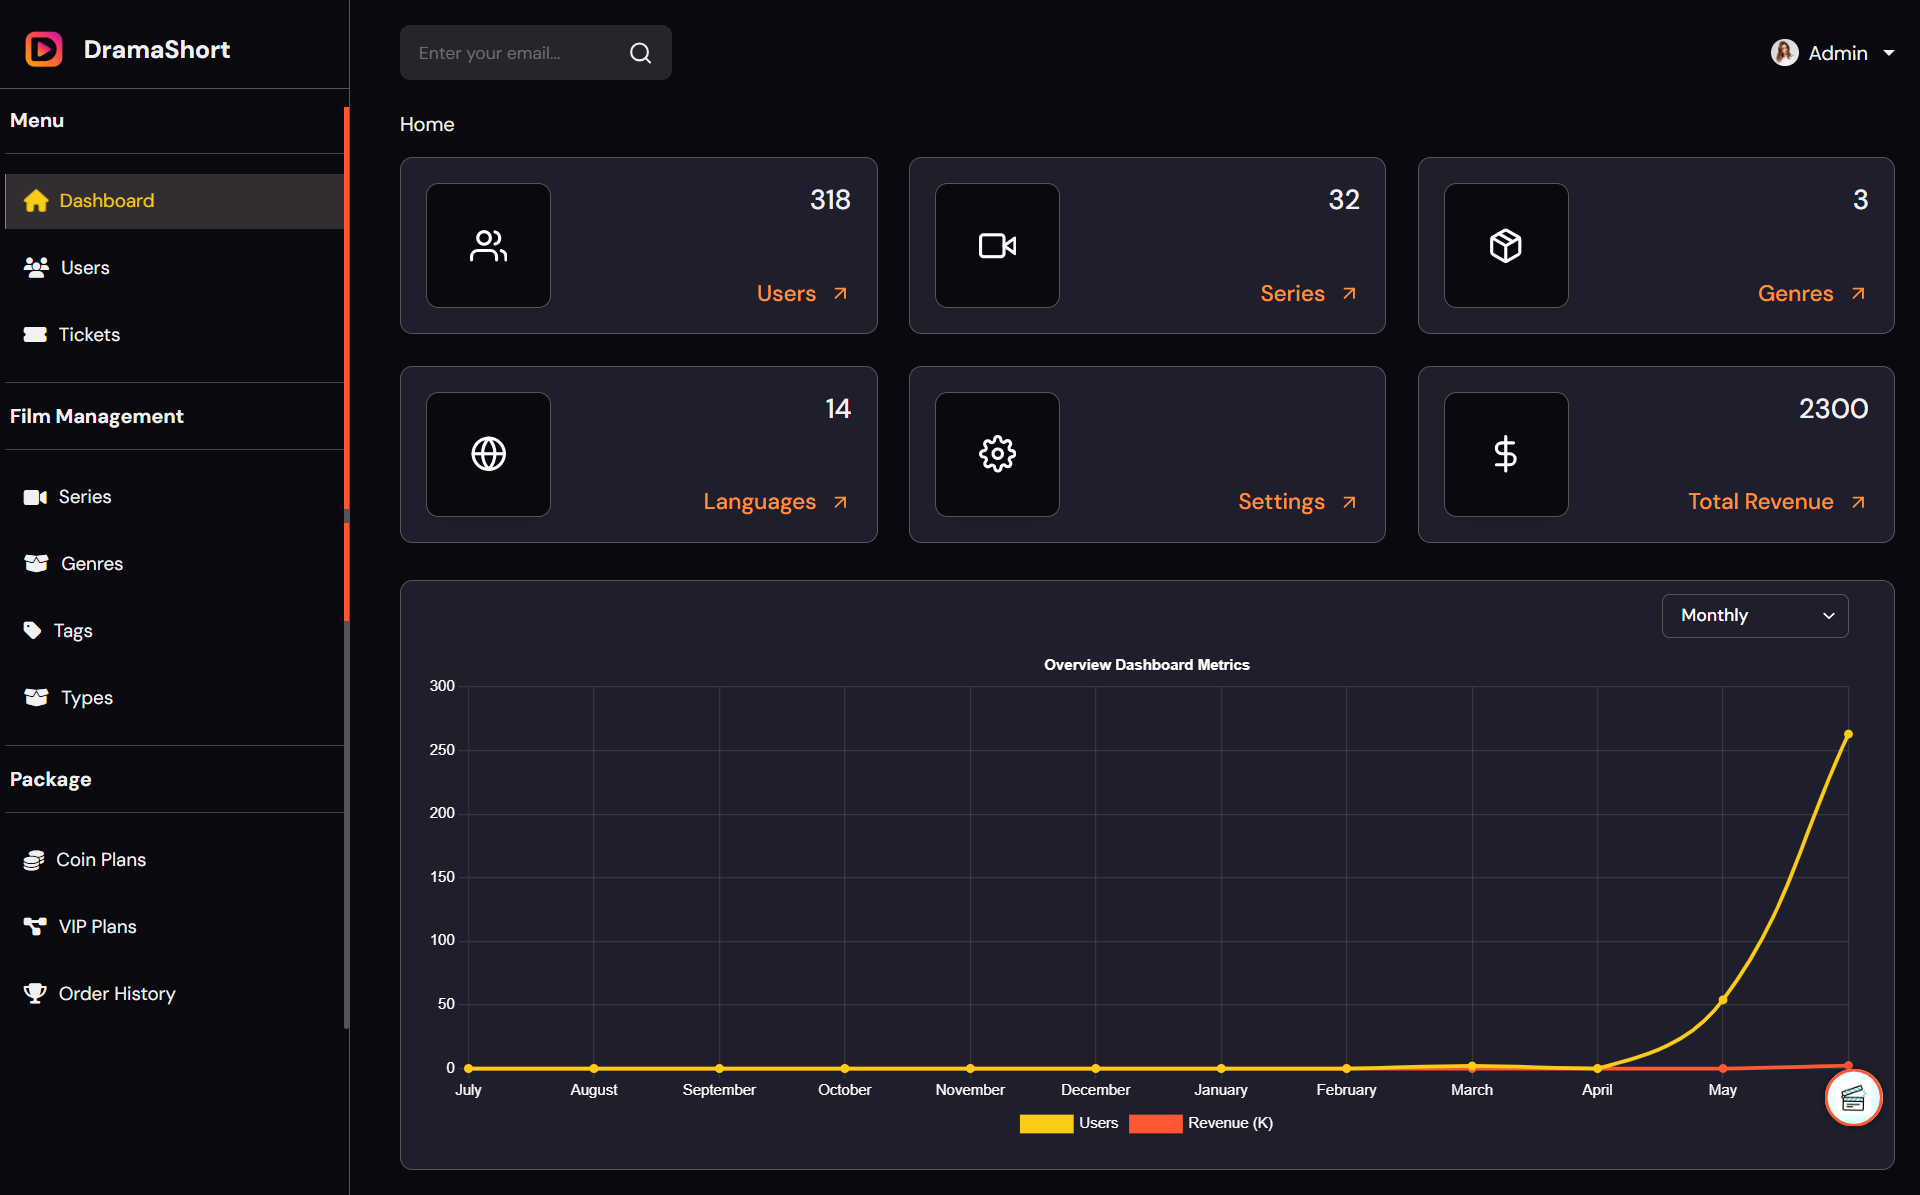 DramaShort
Enter your email...
Admin
Menu
Dashboard
Users
Tickets
Film Management
Series
Genres
Tags
Types
Package
Coin Plans
VIP Plans
Order History
Home
318
Users
32
Series
3
Genres
14
Languages
Settings
2300
Total Revenue
Monthly
Overview Dashboard Metrics
300
250
200
150
100
50
0
July August September October November December January February March April May
Users Revenue (K)